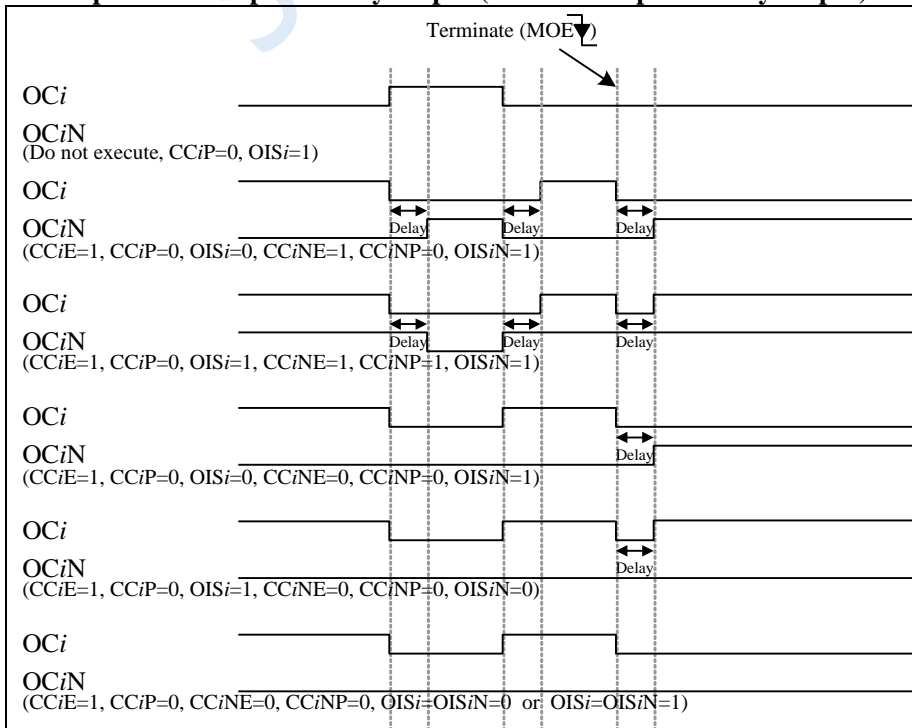 Terminate (MOE )
OCi
OCiN
(Do not execute, CCiP=0, OISi=1)
OCi
OCiN
Delay Delay Delay
(CCiE=1, CCiP=0, OISi=0, CCiNE=1, CCiNP=0, OISiN=1)
OCi
OCiN
Delay Delay Delay
(CCiE=1, CCiP=0, OISi=1, CCiNE=1, CCiNP=1, OISiN=1)
OCi
OCiN
Delay
(CCiE=1, CCiP=0, OISi=0, CCiNE=0, CCiNP=0, OISiN=1)
OCi
OCiN
Delay
(CCiE=1, CCiP=0, OISi=1, CCiNE=0, CCiNP=0, OISiN=0)
OCi
OCiN
(CCiE=1, CCiP=0, CCiNE=0, CCiNP=0, OISi=OISiN=0 or OISi=OISiN=1)